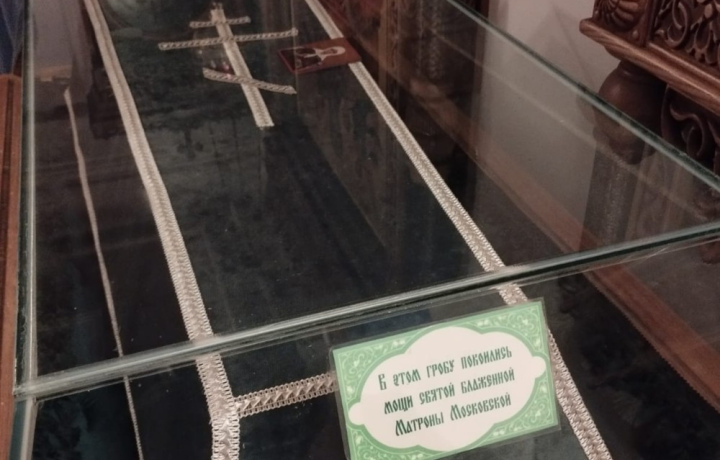 В этом гробу покоились
мощи святой блаженной
Матроны Московской